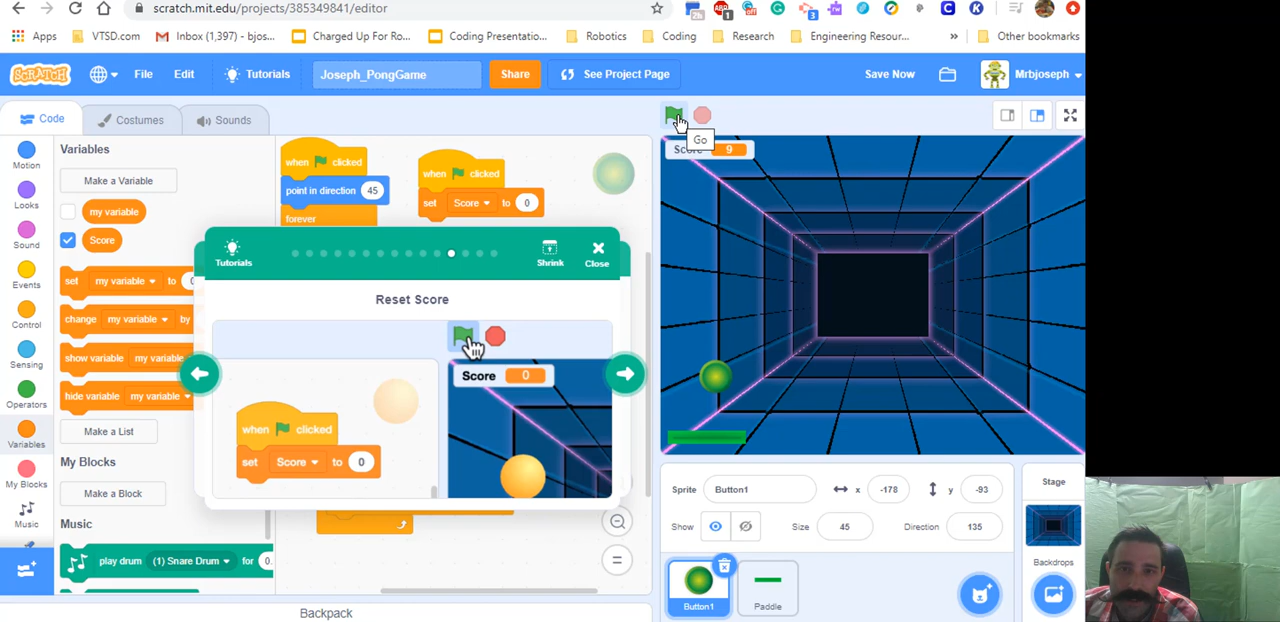 scratch.mit.edu/projects/385349841/editor
Apps VTSD.com Inbox (1,397) - bjos... Charged Up For Ro... Coding Presentatio... Robotics Coding Research Engineering Resour... » Other bookmarks
SCRATCH File Edit Tutorials Joseph_PongGame Share See Project Page Save Now Mrbjoseph
Code Costumes Sounds
Go
Motion
Looks
Sound
Events
Control
Sensing
Operators
Variables
My Blocks
Music
Variables
Make a Variable
my variable
Score
set my variable to 0
change my variable by
show variable my variable
hide variable my variable
Make a List
My Blocks
Make a Block
Music
play drum (1) Snare Drum for 0.
when clicked
point in direction 45
forever
when clicked
set Score to 0
Tutorials Shrink Close
Reset Score
when clicked
set Score to 0
Score 0
Backpack
Score 9
Sprite Button1 x -178 y -93
Show Size 45 Direction 135
Button1
Paddle
Stage
Backdrops